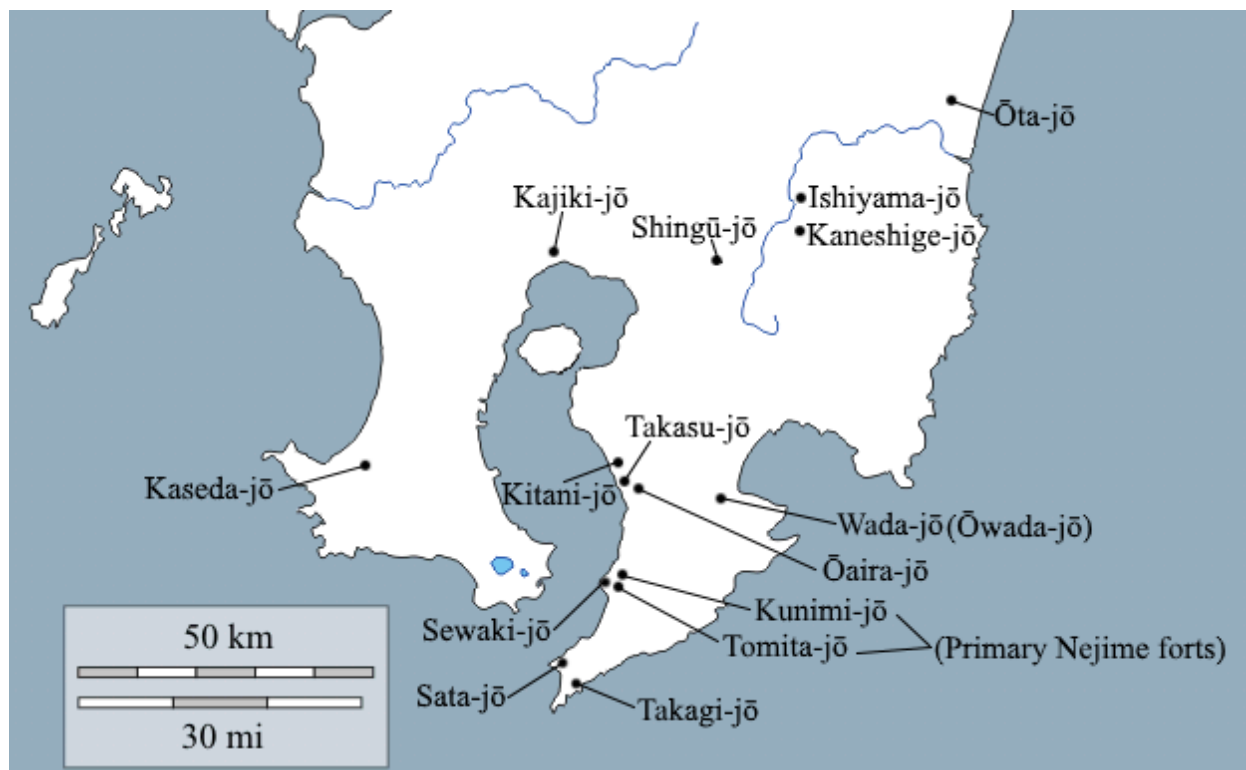 Ōta-jō
Kajiki-jō
Ishiyama-jō
Shingū-jō
Kaneshige-jō
Takasu-jō
Kaseda-jō
Kitani-jō
Wada-jō (Ōwada-jō)
Ōaira-jō
Kunimi-jō
Sewaki-jō
Tomita-jō
(Primary Nejime forts)
Sata-jō
Takagi-jō
50 km
30 mi